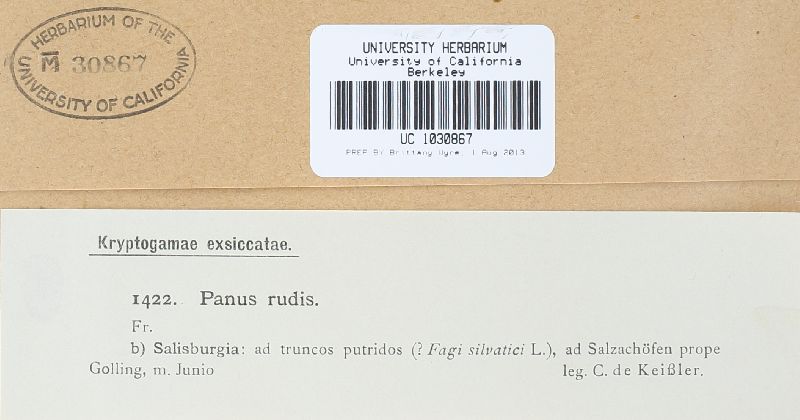 HERBARIUM OF THE
M̅ 30867
UNIVERSITY OF CALIFORNIA
UNIVERSITY HERBARIUM
University of California
Berkeley
UC 1030867
PREP By Brittany 1 Aug 2013
Kryptogamae exsiccatae.
1422. Panus rudis.
Fr.
b) Salisburgia: ad truncos putridos (? Fagi silvatici L.), ad Salzachöfen prope
Golling, m. Junio leg. C. de Keißler.